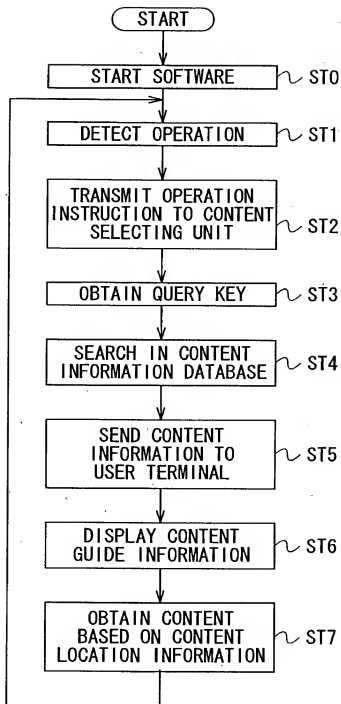 START
START SOFTWARE ST0
DETECT OPERATION ST1
TRANSMIT OPERATION
INSTRUCTION TO CONTENT
SELECTING UNIT
ST2
OBTAIN QUERY KEY ST3
SEARCH IN CONTENT
INFORMATION DATABASE
ST4
SEND CONTENT
INFORMATION TO
USER TERMINAL
ST5
DISPLAY CONTENT
GUIDE INFORMATION
ST6
OBTAIN CONTENT
BASED ON CONTENT
LOCATION INFORMATION
ST7